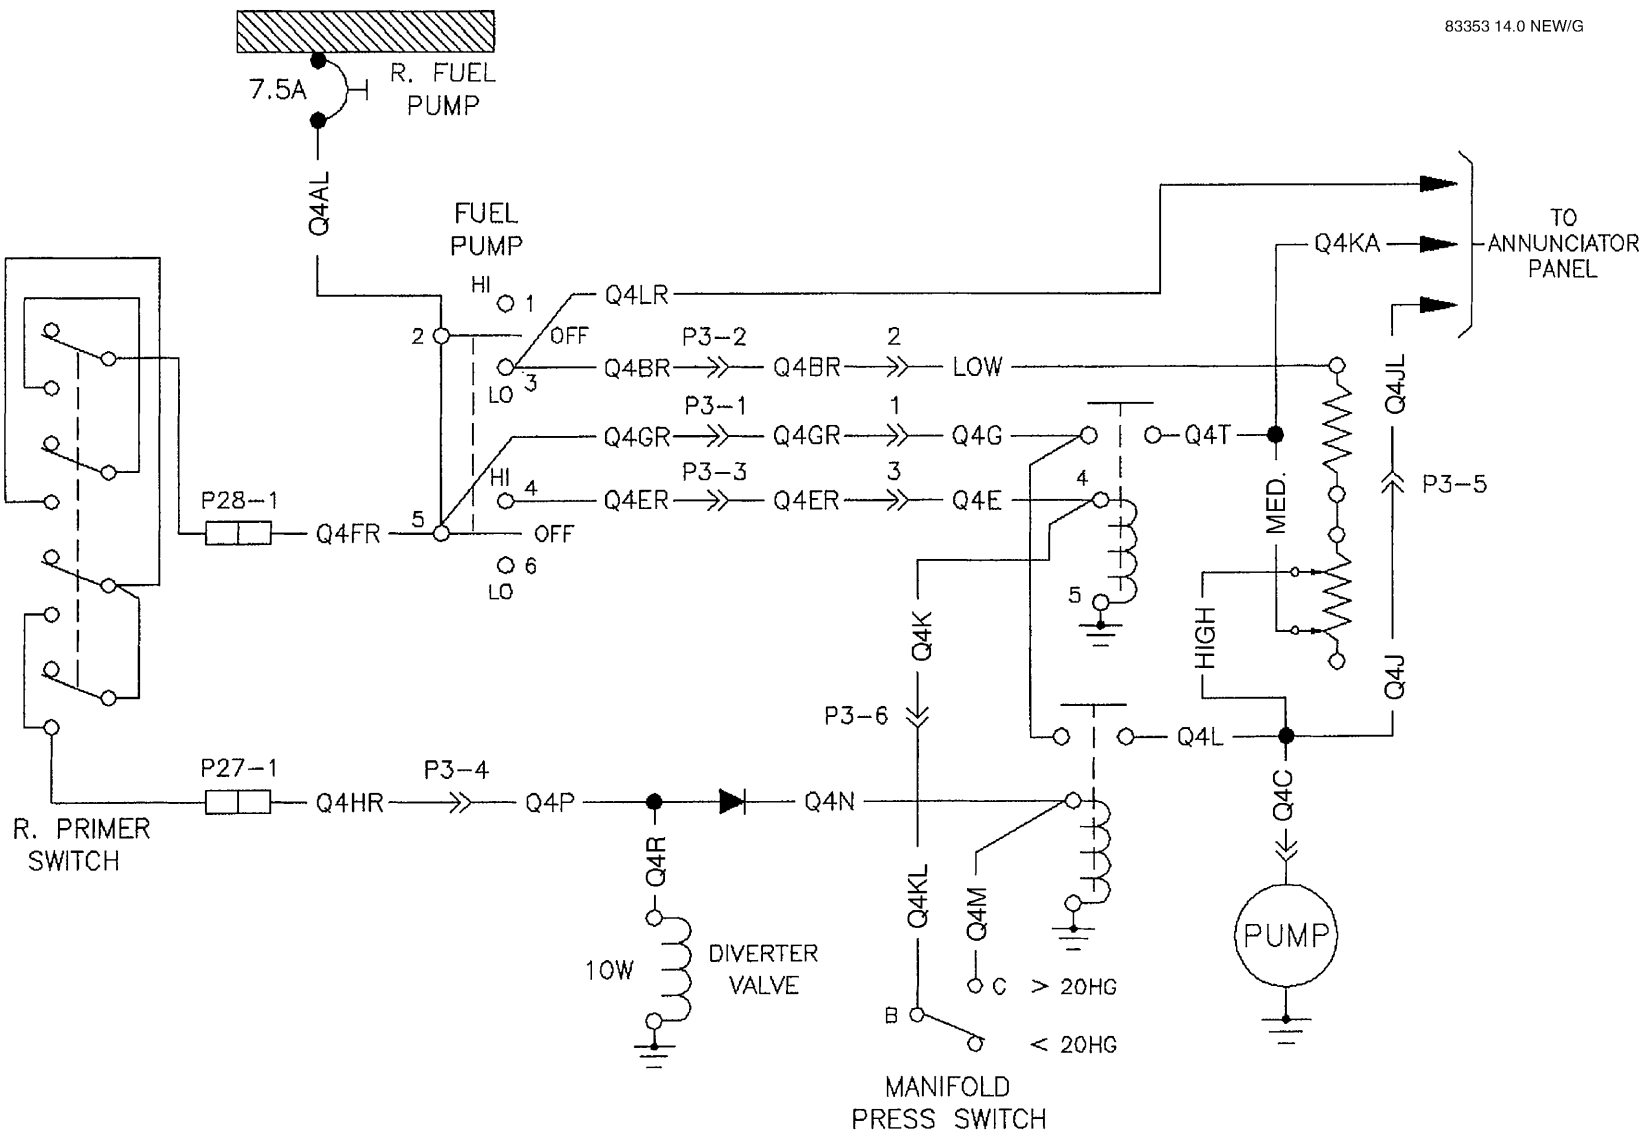 83353 14.0 NEW/G
7.5A
R. FUEL
PUMP
Q4AL
FUEL
PUMP
HI
1
2
OFF
3
LO
Q4LR
Q4KA
TO
ANNUNCIATOR
PANEL
P3-2
2
Q4BR
Q4BR
LOW
P3-1
1
Q4GR
Q4GR
Q4G
Q4T
Q4JL
HI
4
P3-3
3
Q4ER
Q4ER
Q4E
4
MED.
P3-5
P28-1
Q4FR
5
OFF
6
LO
5
Q4K
HIGH
Q4J
P3-6
Q4L
P27-1
P3-4
Q4HR
Q4P
Q4N
Q4C
R. PRIMER
SWITCH
Q4R
Q4KL
Q4M
PUMP
10W
DIVERTER
VALVE
C > 20HG
B
< 20HG
MANIFOLD
PRESS SWITCH